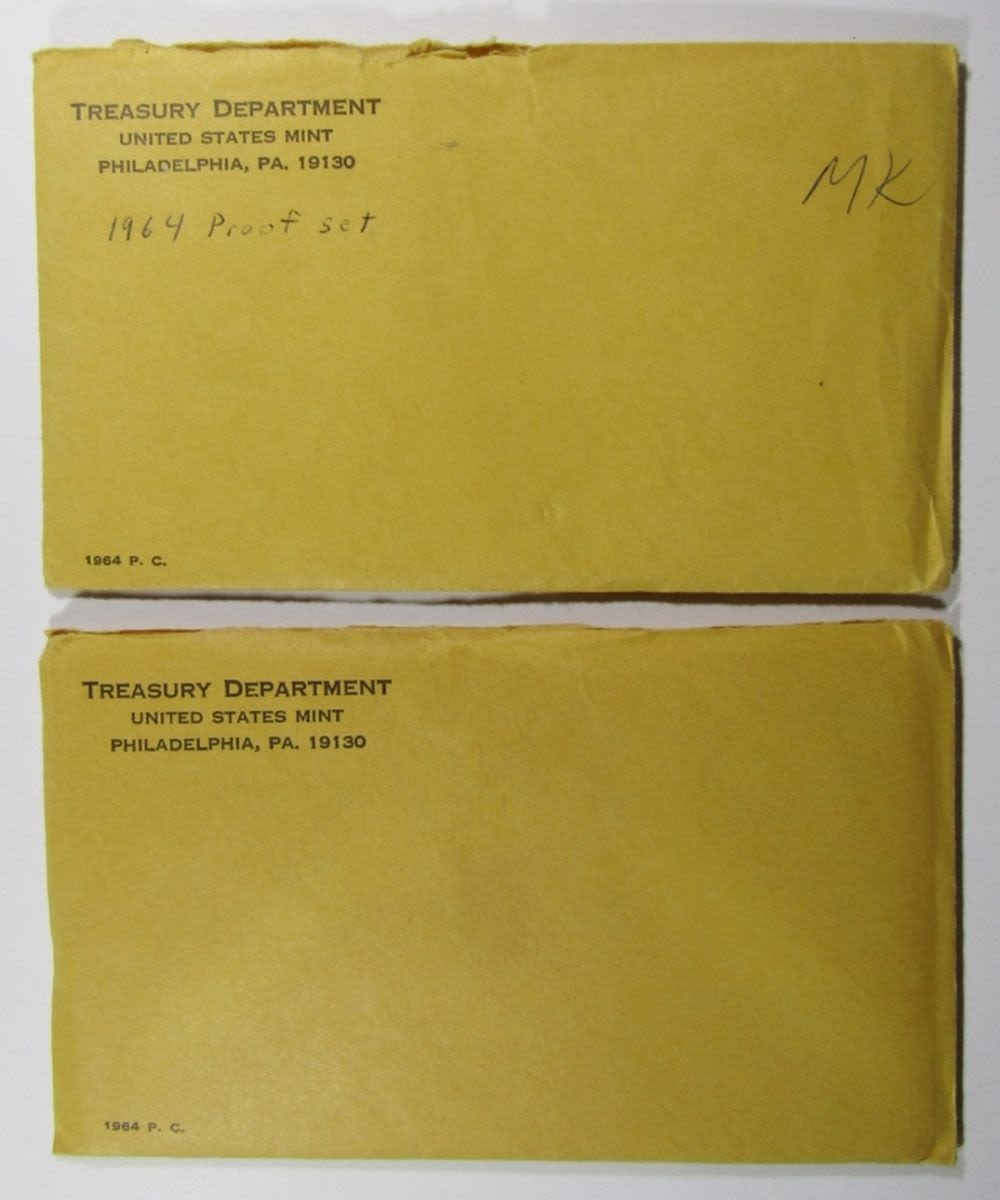 TREASURY DEPARTMENT
UNITED STATES MINT
PHILADELPHIA, PA. 19130
1964 Proof set
MK
1964 P. C.
TREASURY DEPARTMENT
UNITED STATES MINT
PHILADELPHIA, PA. 19130
1964 P. C.